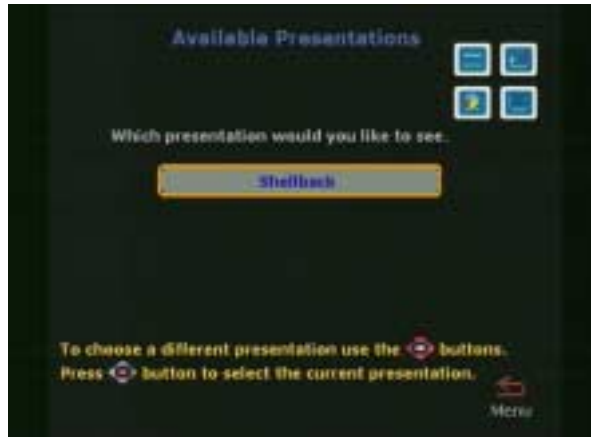 Available Presentations
Which presentation would you like to see.
Shellback
To choose a different presentation use the buttons.
Press button to select the current presentation.
Menu